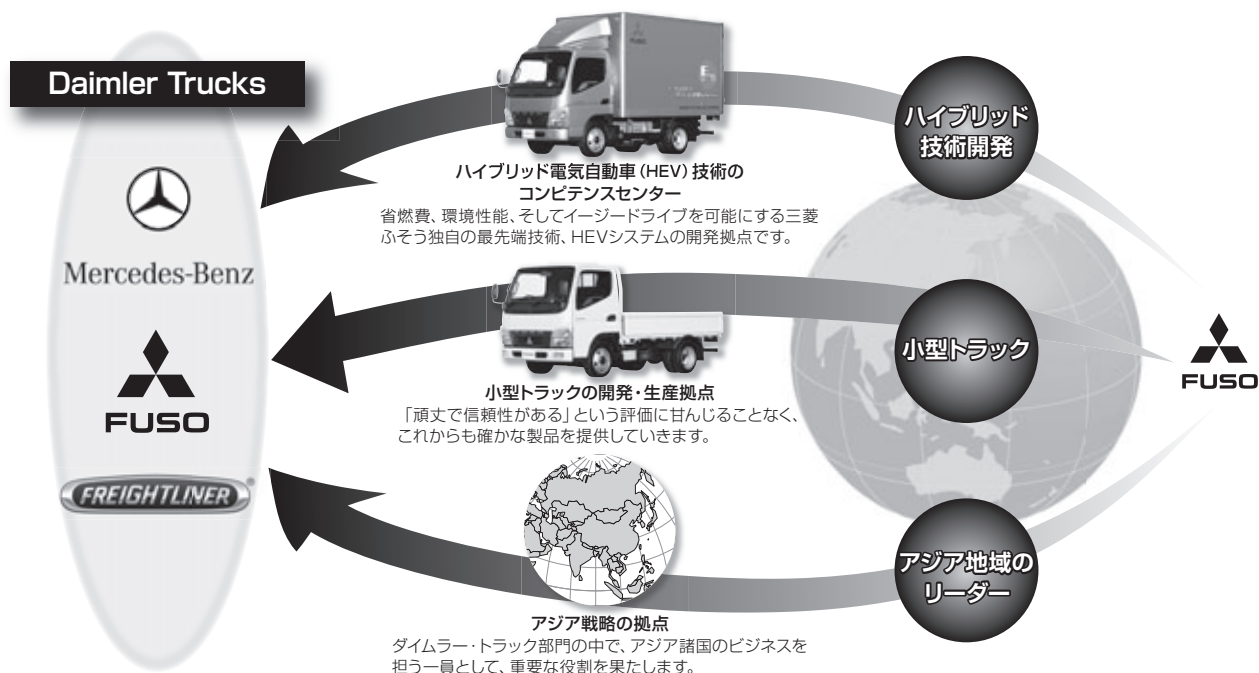 Daimler Trucks
Mercedes-Benz
FUSO
FREIGHTLINER®
ハイブリッド電気自動車(HEV)技術の
コンピテンスセンター
省燃費、環境性能、そしてイージードライブを可能にする三菱
ふそう独自の最先端技術、HEVシステムの開発拠点です。
小型トラックの開発・生産拠点
「頑丈で信頼性がある」という評価に甘んじることなく、
これからも確かな製品を提供していきます。
アジア戦略の拠点
ダイムラー・トラック部門の中で、アジア諸国のビジネスを
担う一員として、重要な役割を果たします。
ハイブリッド
技術開発
小型トラック
アジア地域の
リーダー
FUSO